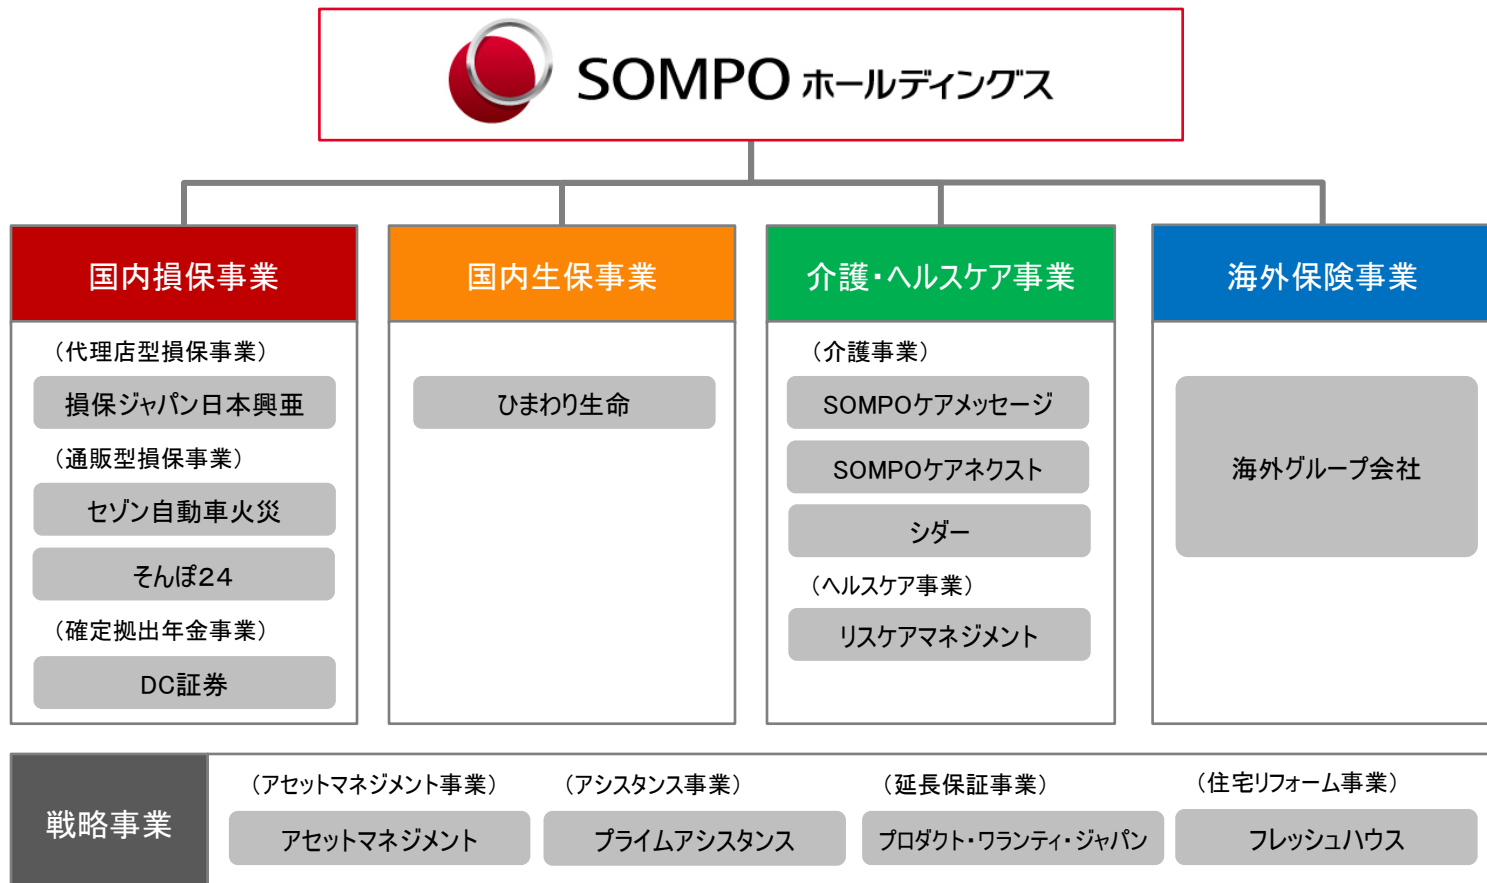 SOMPO ホールディングス
国内損保事業
(代理店型損保事業)
損保ジャパン日本興亜
(通販型損保事業)
セゾン自動車火災
そんぽ24
(確定拠出年金事業)
DC証券
国内生保事業
ひまわり生命
介護・ヘルスケア事業
(介護事業)
SOMPOケアメッセージ
SOMPOケアネクスト
シダー
(ヘルスケア事業)
リスケアマネジメント
海外保険事業
海外グループ会社
戦略事業
(アセットマネジメント事業)
アセットマネジメント
(アシスタンス事業)
プライムアシスタンス
(延長保証事業)
プロダクト・ワランティ・ジャパン
(住宅リフォーム事業)
フレッシュハウス